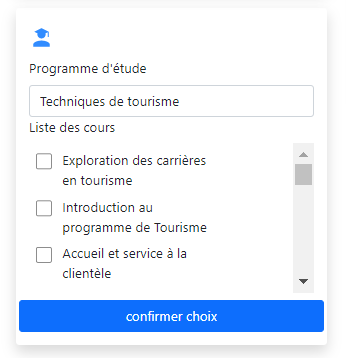 Programme d'étude
Techniques de tourisme
Liste des cours
Exploration des carrières
en tourisme
Introduction au
programme de Tourisme
Accueil et service à la
clientèle
confirmer choix